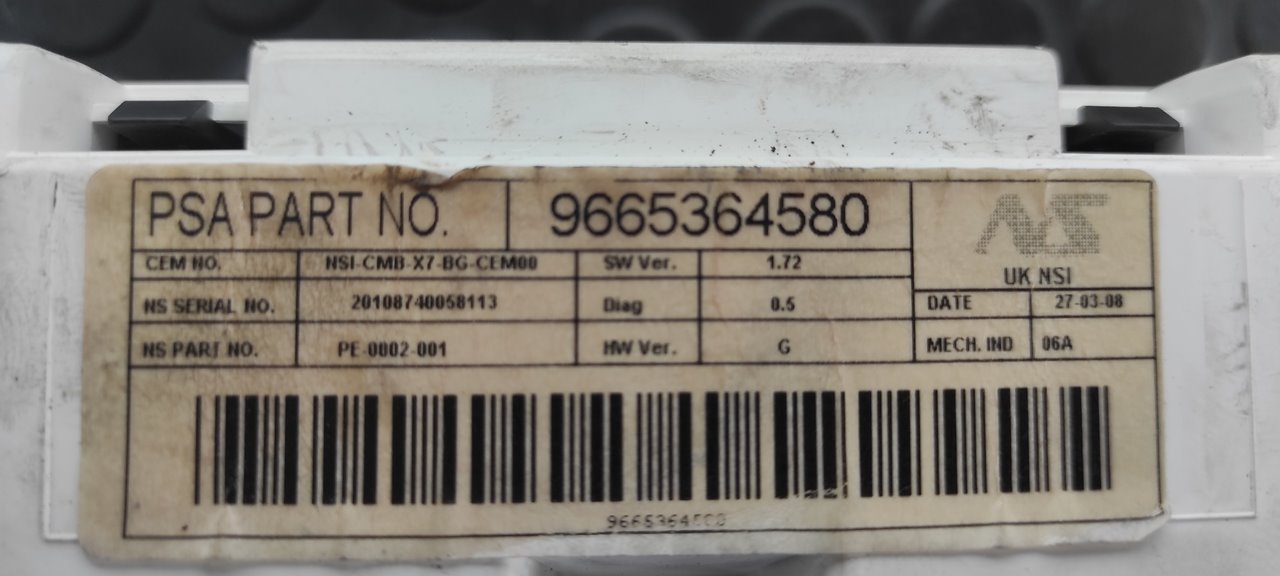 PSA PART NO. 9665364580
NS
CEM NO. NSI-CMB-X7-BG-CEM00 SW Ver. 1.72
UK NSI
NS SERIAL NO. 20108740058113 Diag 0.5 DATE 27-03-08
NS PART NO. PE-0002-001 HW Ver. G MECH. IND 06A
9665364580